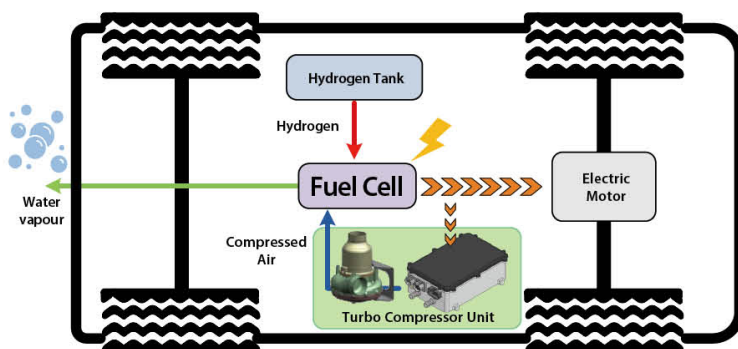 Hydrogen Tank
Hydrogen
Fuel Cell
Electric
Motor
Water
vapour
Compressed
Air
Turbo Compressor Unit